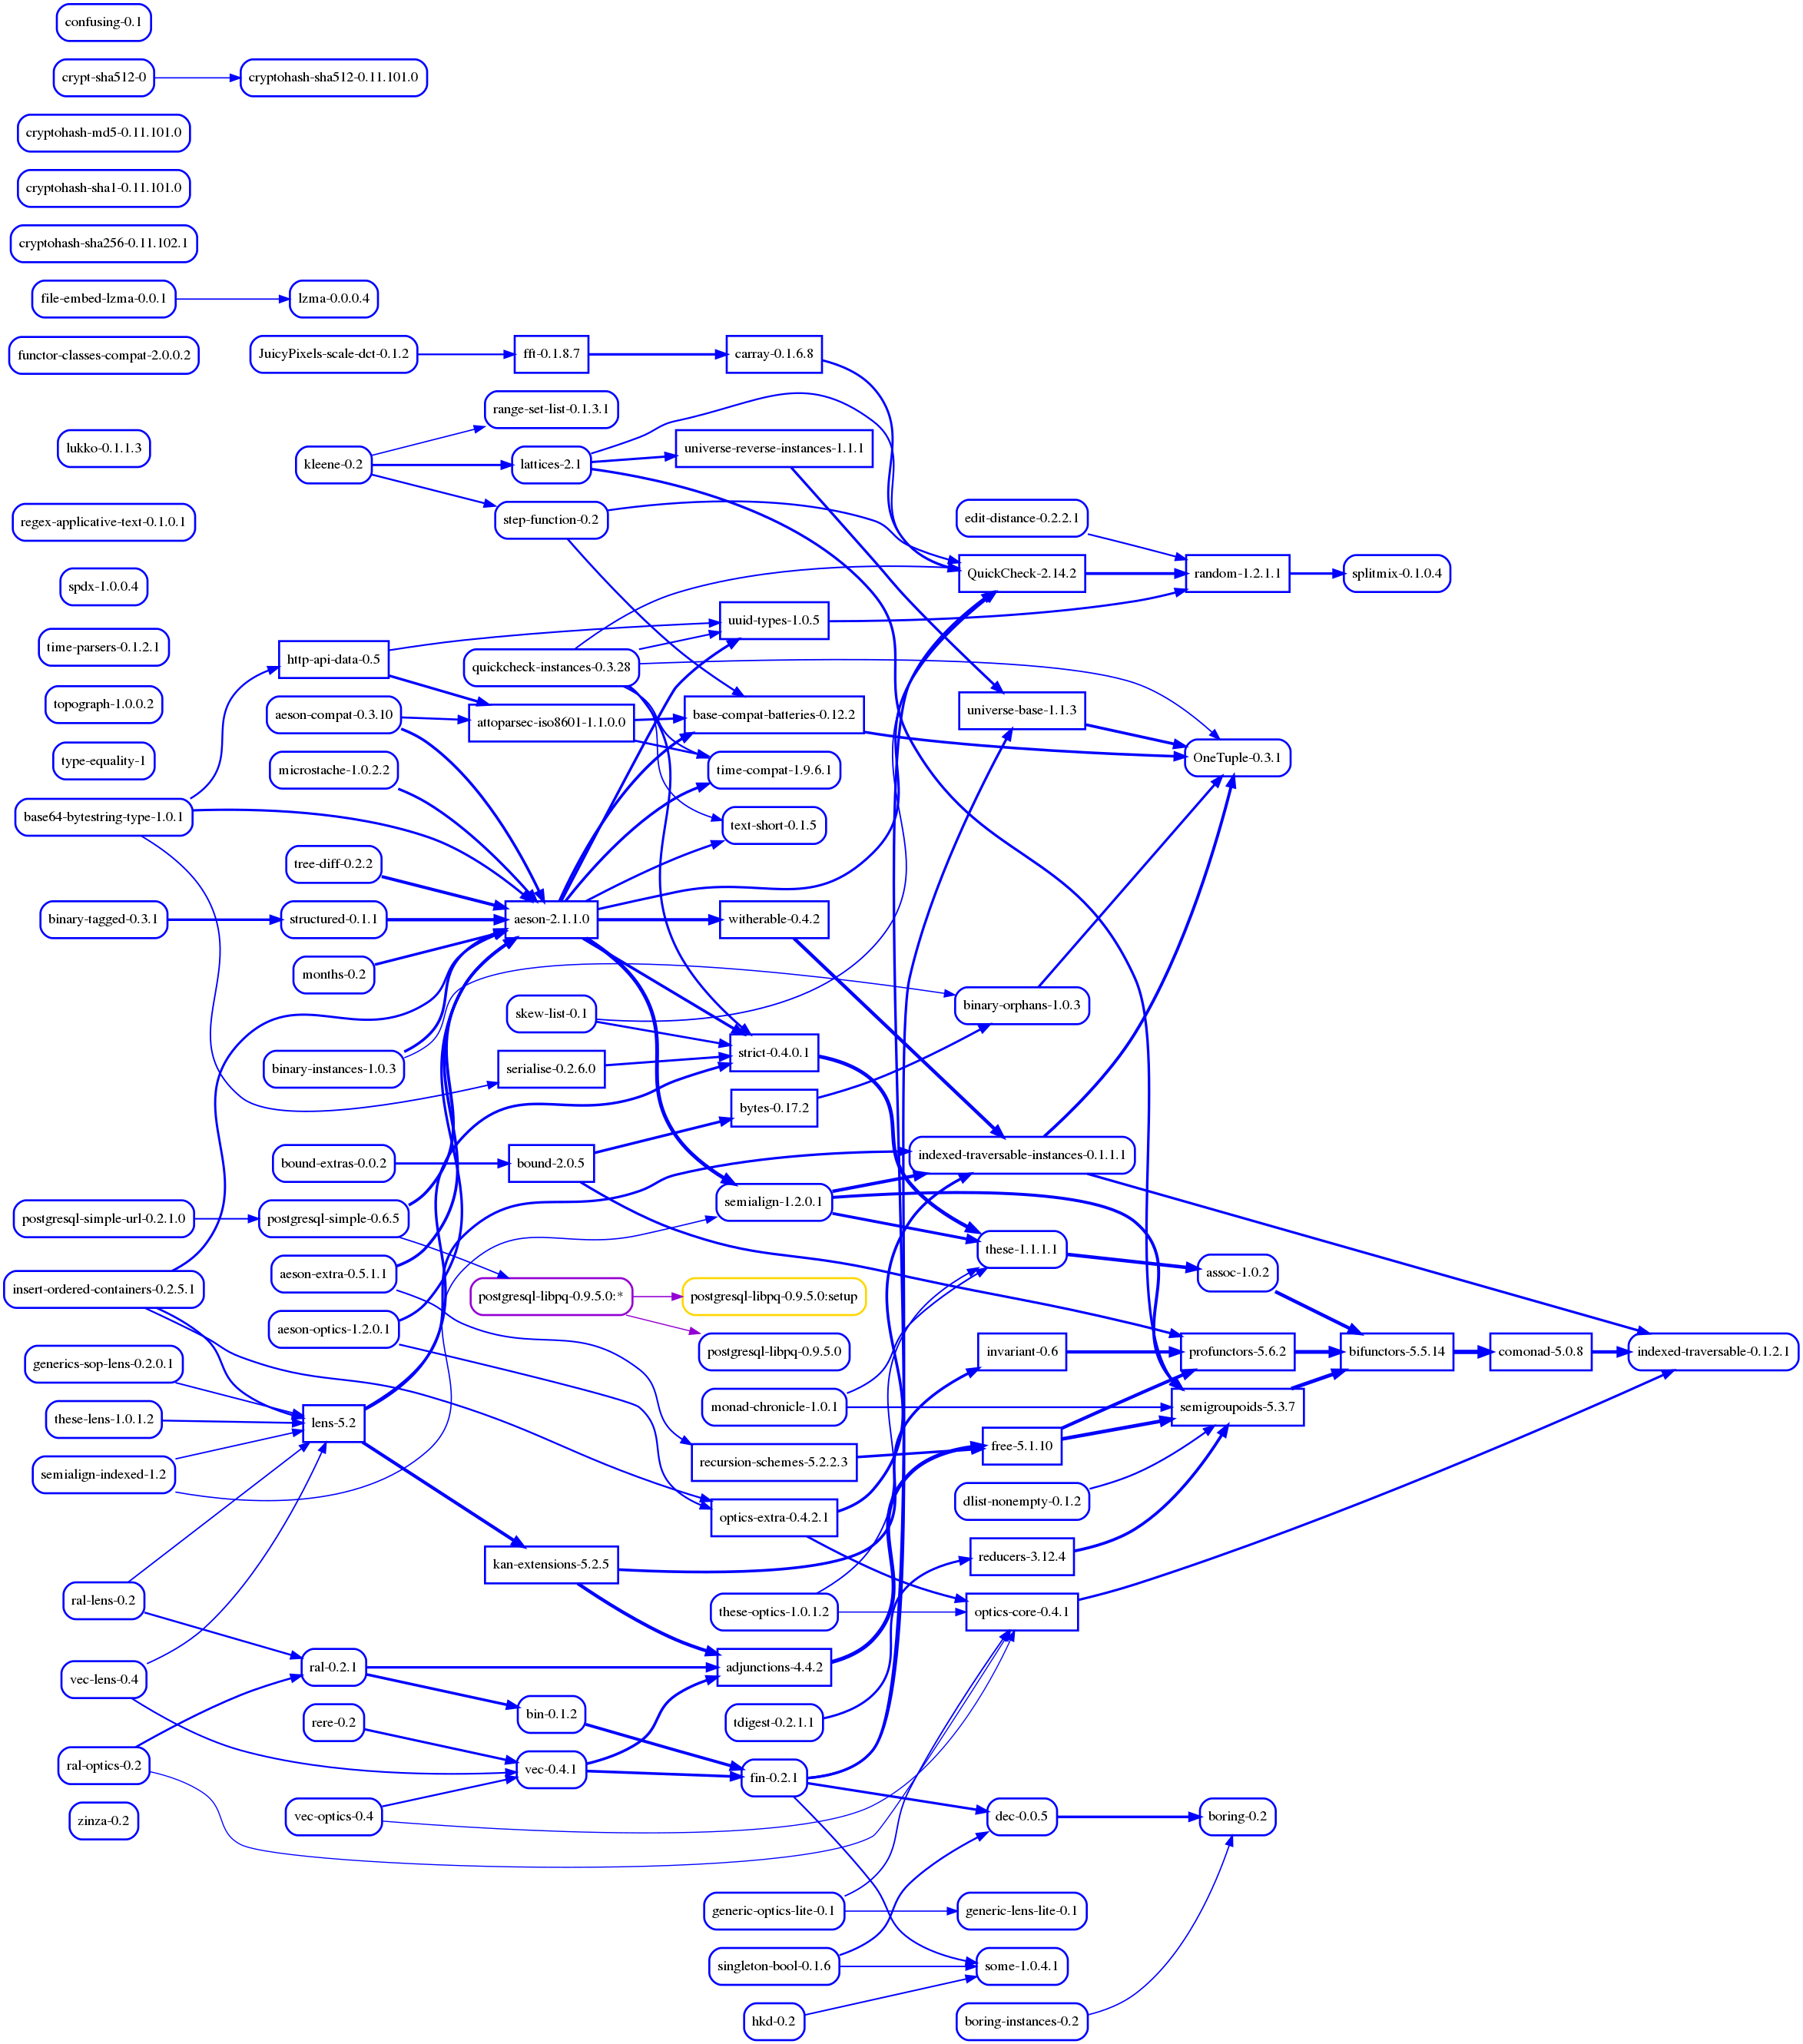 confusing-0.1
crypt-sha512-0
cryptohash-sha512-0.11.101.0
cryptohash-md5-0.11.101.0
cryptohash-sha1-0.11.101.0
cryptohash-sha256-0.11.102.1
file-embed-lzma-0.0.1
lzma-0.0.0.4
functor-classes-compat-2.0.0.2
JuicyPixels-scale-dct-0.1.2
fft-0.1.8.7
carray-0.1.6.8
range-set-list-0.1.3.1
lukko-0.1.1.3
kleene-0.2
lattices-2.1
universe-reverse-instances-1.1.1
regex-applicative-text-0.1.0.1
step-function-0.2
edit-distance-0.2.2.1
spdx-1.0.0.4
QuickCheck-2.14.2
random-1.2.1.1
splitmix-0.1.0.4
time-parsers-0.1.2.1
http-api-data-0.5
quickcheck-instances-0.3.28
uuid-types-1.0.5
topograph-1.0.0.2
aeson-compat-0.3.10
attoparsec-iso8601-1.1.0.0
base-compat-batteries-0.12.2
universe-base-1.1.3
type-equality-1
microstache-1.0.2.2
time-compat-1.9.6.1
OneTuple-0.3.1
base64-bytestring-type-1.0.1
text-short-0.1.5
tree-diff-0.2.2
binary-tagged-0.3.1
structured-0.1.1
aeson-2.1.1.0
witherable-0.4.2
months-0.2
skew-list-0.1
binary-orphans-1.0.3
binary-instances-1.0.3
serialise-0.2.6.0
strict-0.4.0.1
bytes-0.17.2
bound-extras-0.0.2
bound-2.0.5
indexed-traversable-instances-0.1.1.1
postgresql-simple-url-0.2.1.0
postgresql-simple-0.6.5
semialign-1.2.0.1
these-1.1.1.1
assoc-1.0.2
insert-ordered-containers-0.2.5.1
aeson-extra-0.5.1.1
postgresql-libpq-0.9.5.0:*
postgresql-libpq-0.9.5.0:setup
aeson-optics-1.2.0.1
postgresql-libpq-0.9.5.0
invariant-0.6
profunctors-5.6.2
bifunctors-5.5.14
comonad-5.0.8
indexed-traversable-0.1.2.1
generics-sop-lens-0.2.0.1
these-lens-1.0.1.2
lens-5.2
monad-chronicle-1.0.1
semigroupoids-5.3.7
semialign-indexed-1.2
recursion-schemes-5.2.2.3
free-5.1.10
optics-extra-0.4.2.1
dlist-nonempty-0.1.2
kan-extensions-5.2.5
reducers-3.12.4
ral-lens-0.2
these-optics-1.0.1.2
optics-core-0.4.1
vec-lens-0.4
ral-0.2.1
adjunctions-4.4.2
rere-0.2
bin-0.1.2
tdigest-0.2.1.1
ral-optics-0.2
vec-0.4.1
fin-0.2.1
zinza-0.2
vec-optics-0.4
dec-0.0.5
boring-0.2
generic-optics-lite-0.1
generic-lens-lite-0.1
singleton-bool-0.1.6
some-1.0.4.1
hkd-0.2
boring-instances-0.2